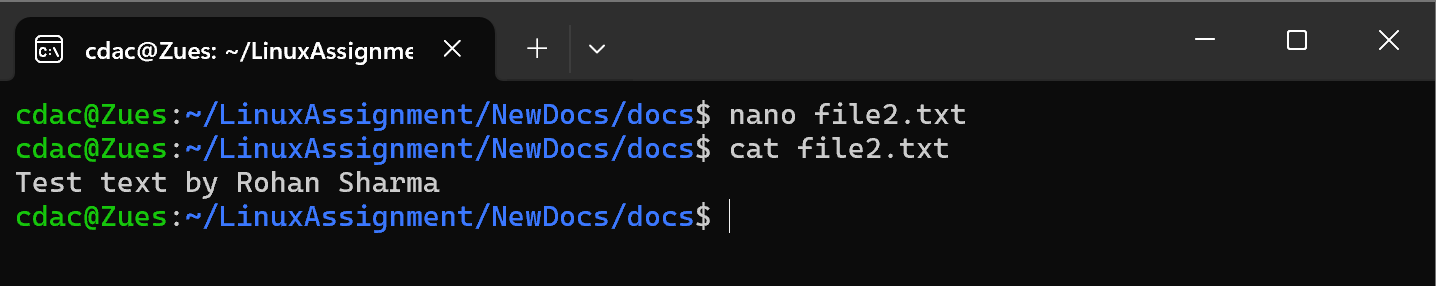 cdac@Zues: ~/LinuxAssignme
cdac@Zues:~/LinuxAssignment/NewDocs/docs$ nano file2.txt
cdac@Zues:~/LinuxAssignment/NewDocs/docs$ cat file2.txt
Test text by Rohan Sharma
cdac@Zues:~/LinuxAssignment/NewDocs/docs$